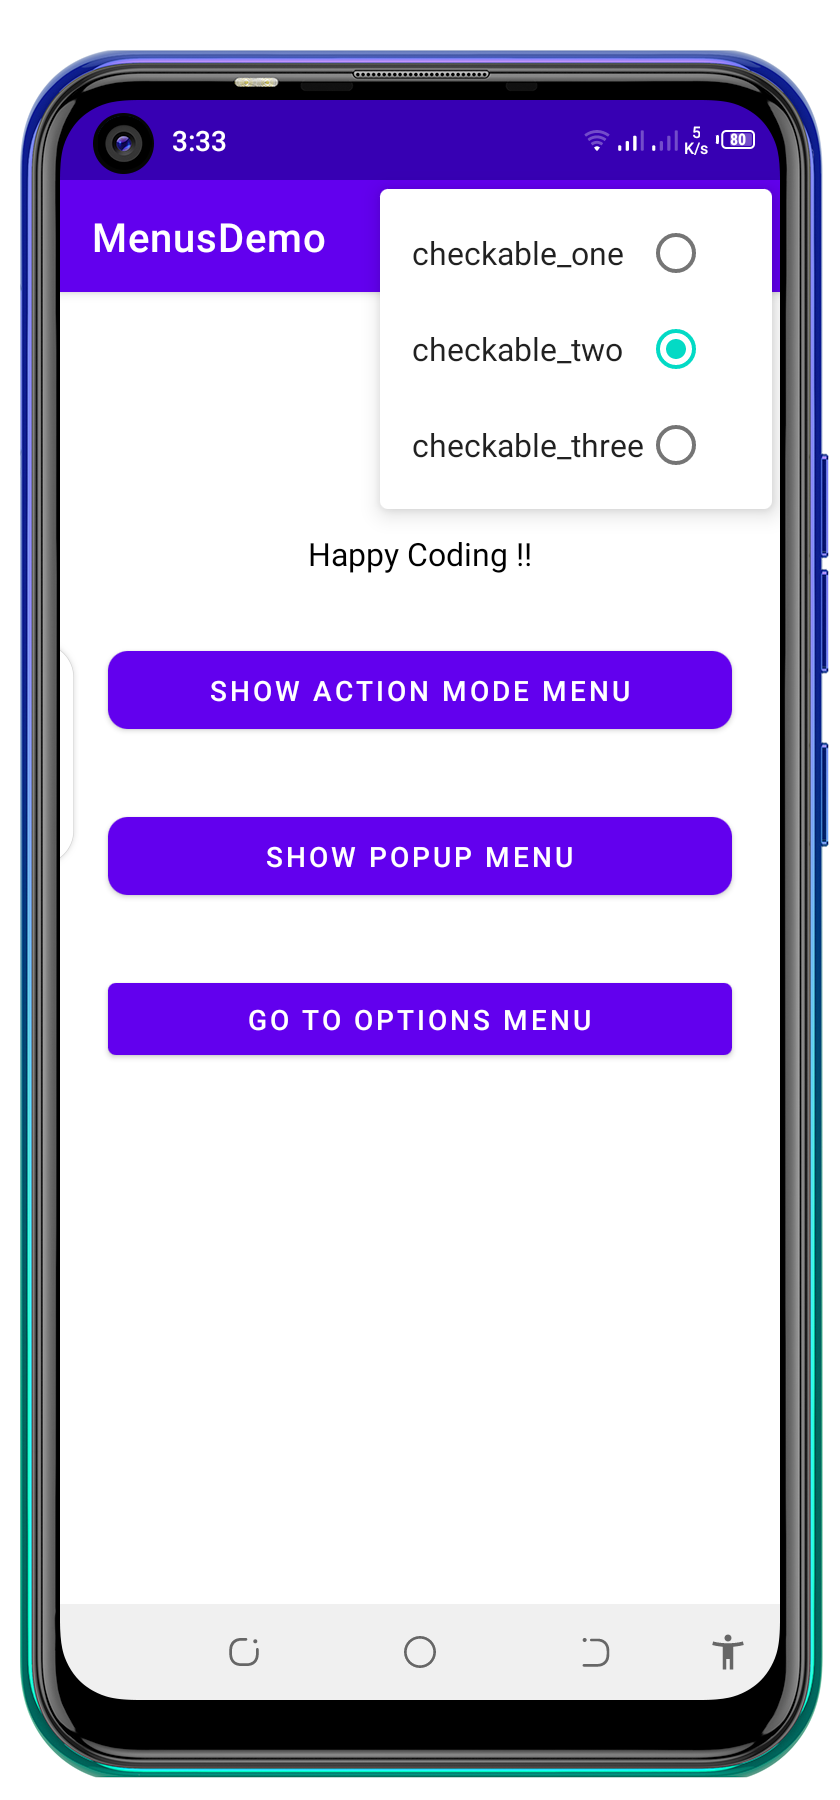 3:33
5
K/s
80
MenusDemo
checkable_one
checkable_two
checkable_three
Happy Coding !!
SHOW ACTION MODE MENU
SHOW POPUP MENU
GO TO OPTIONS MENU